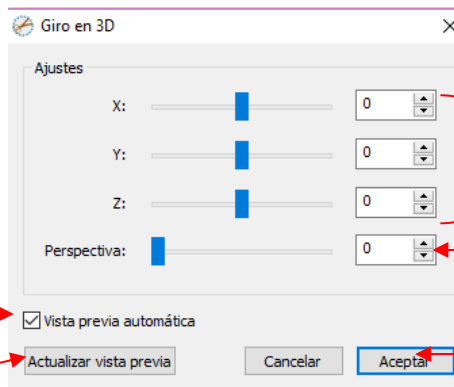 Giro en 3D
Ajustes
X: 0
Y: 0
Z: 0
Perspectiva: 0
Vista previa automática
Actualizar vista previa Cancelar Aceptar